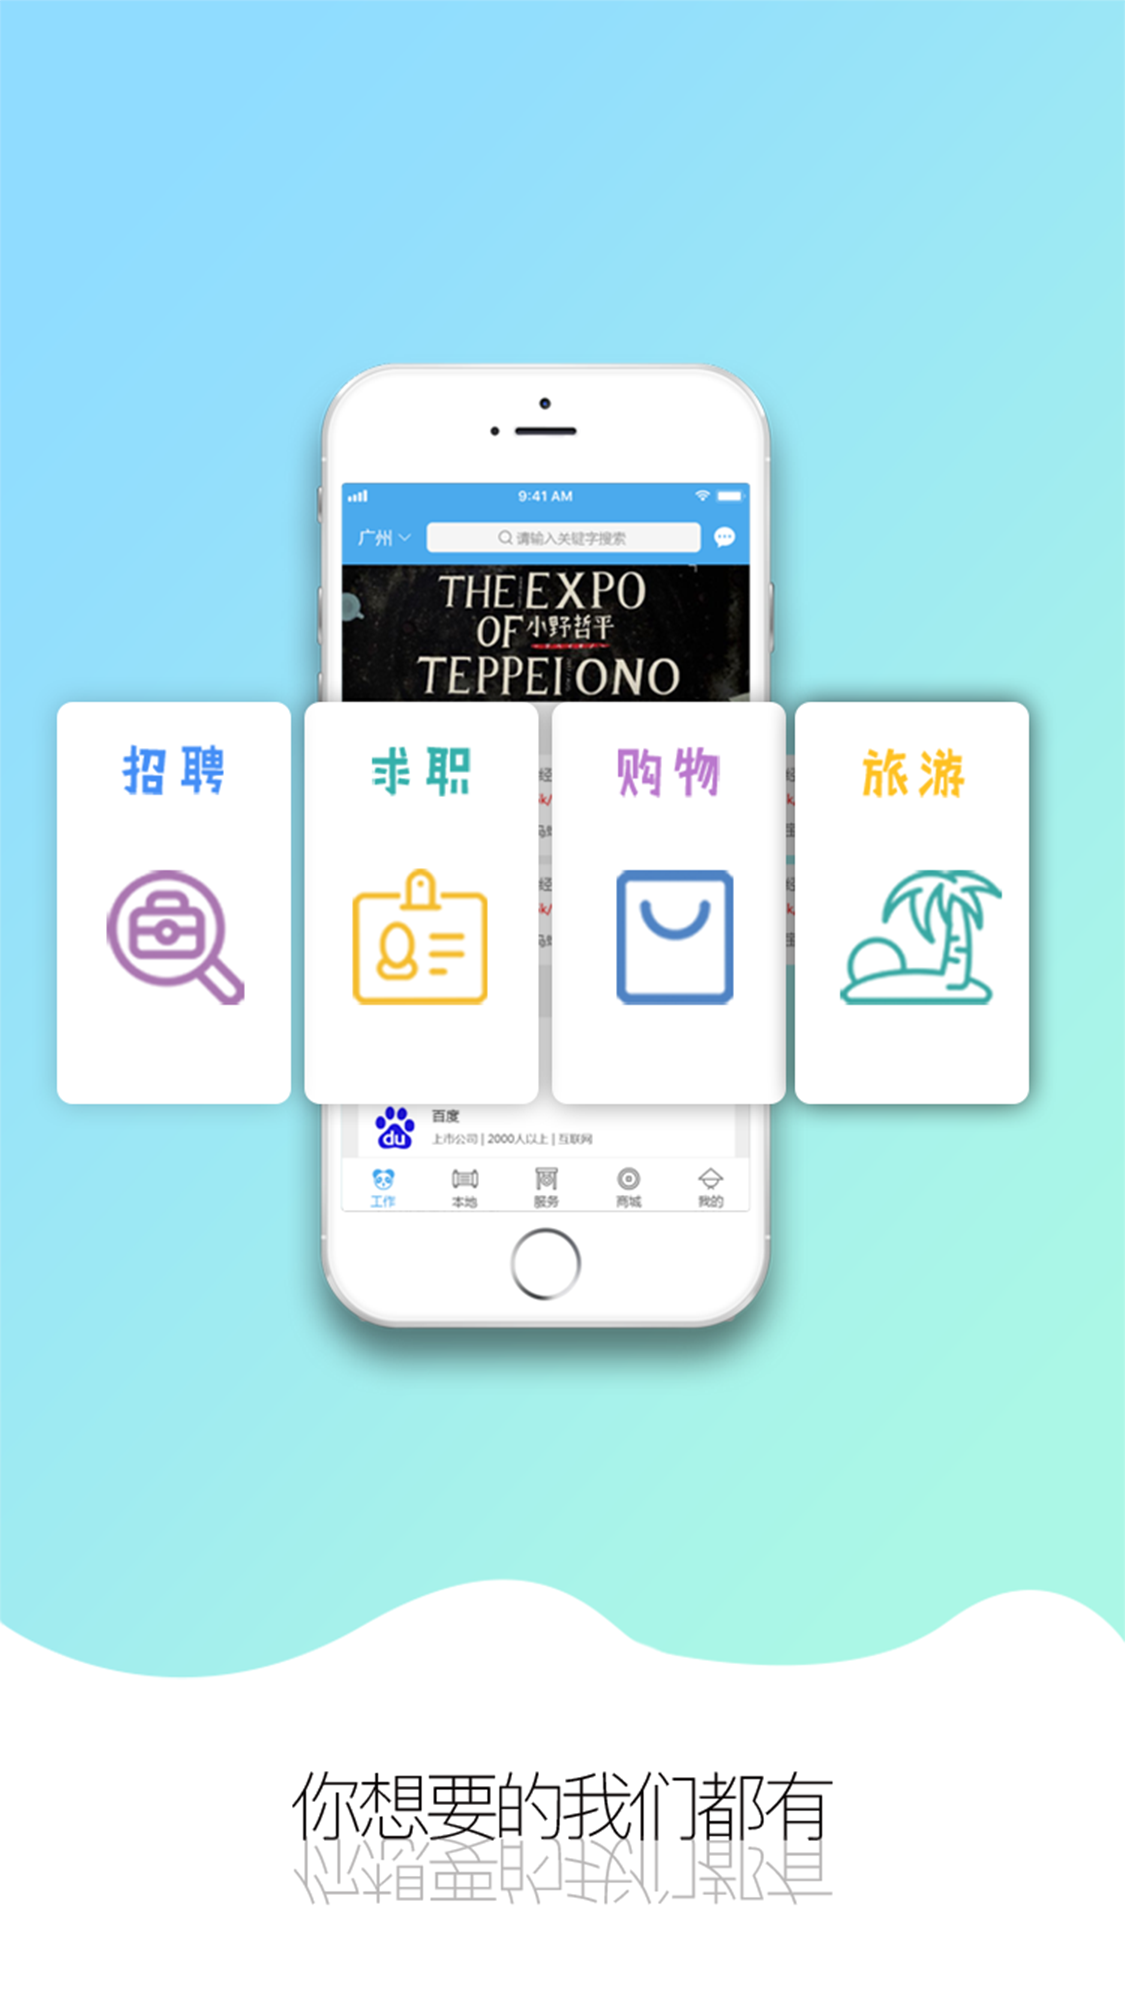 9:41 AM
广州
请输入关键字搜索
THE EXPO
OF 小野哲平
TEPPEI ONO
招聘
求职
购物
旅游
du
百度
上市公司 | 2000人以上 | 互联网
工作
本地
服务
商城
我的
你想要的我们都有